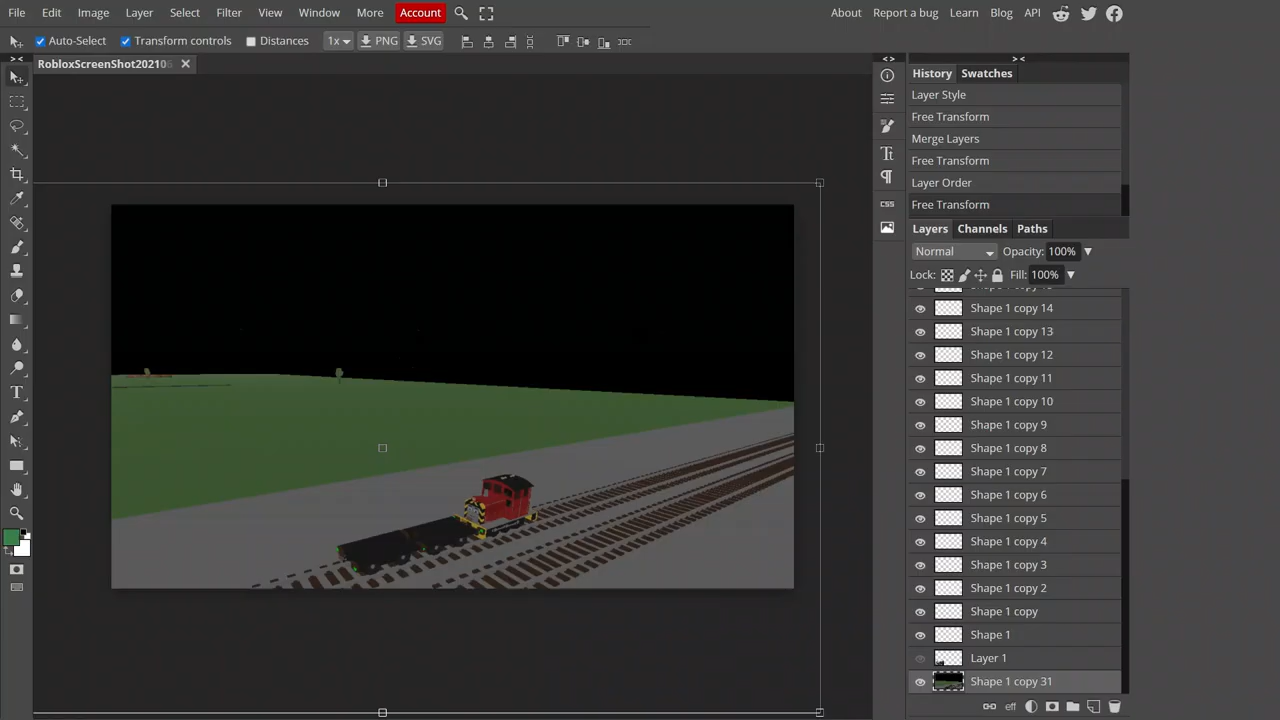 File Edit Image Layer Select Filter View Window More Account About Report a bug Learn Blog API
Auto-Select Transform controls Distances 1x PNG SVG
RobloxScreenShot20210
History Swatches
Layer Style
Free Transform
Merge Layers
Free Transform
Layer Order
Free Transform
Layers Channels Paths
Normal Opacity: 100%
Lock: Fill: 100%
Shape 1 copy 14
Shape 1 copy 13
Shape 1 copy 12
Shape 1 copy 11
Shape 1 copy 10
Shape 1 copy 9
Shape 1 copy 8
Shape 1 copy 7
Shape 1 copy 6
Shape 1 copy 5
Shape 1 copy 4
Shape 1 copy 3
Shape 1 copy 2
Shape 1 copy
Shape 1
Layer 1
Shape 1 copy 31
CSS
eff